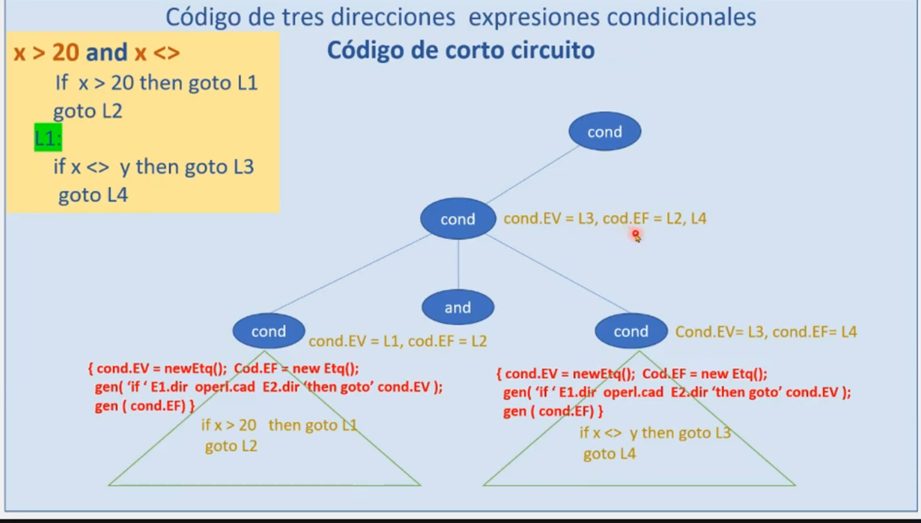 Código de tres direcciones expresiones condicionales
Código de corto circuito
x > 20 and x <>
If x > 20 then goto L1
goto L2
L1:
if x <> y then goto L3
goto L4
cond
cond
cond.EV = L3, cod.EF = L2, L4
and
cond
cond.EV = L1, cod.EF = L2
cond
Cond.EV= L3, cond.EF= L4
{ cond.EV = newEtq(); Cod.EF = new Etq();
gen( ‘if ‘ E1.dir operl.cad E2.dir ‘then goto’ cond.EV );
gen ( cond.EF) }
if x > 20 then goto L1
goto L2
{ cond.EV = newEtq(); Cod.EF = new Etq();
gen( ‘if ‘ E1.dir operl.cad E2.dir ‘then goto’ cond.EV );
gen ( cond.EF) }
if x <> y then goto L3
goto L4